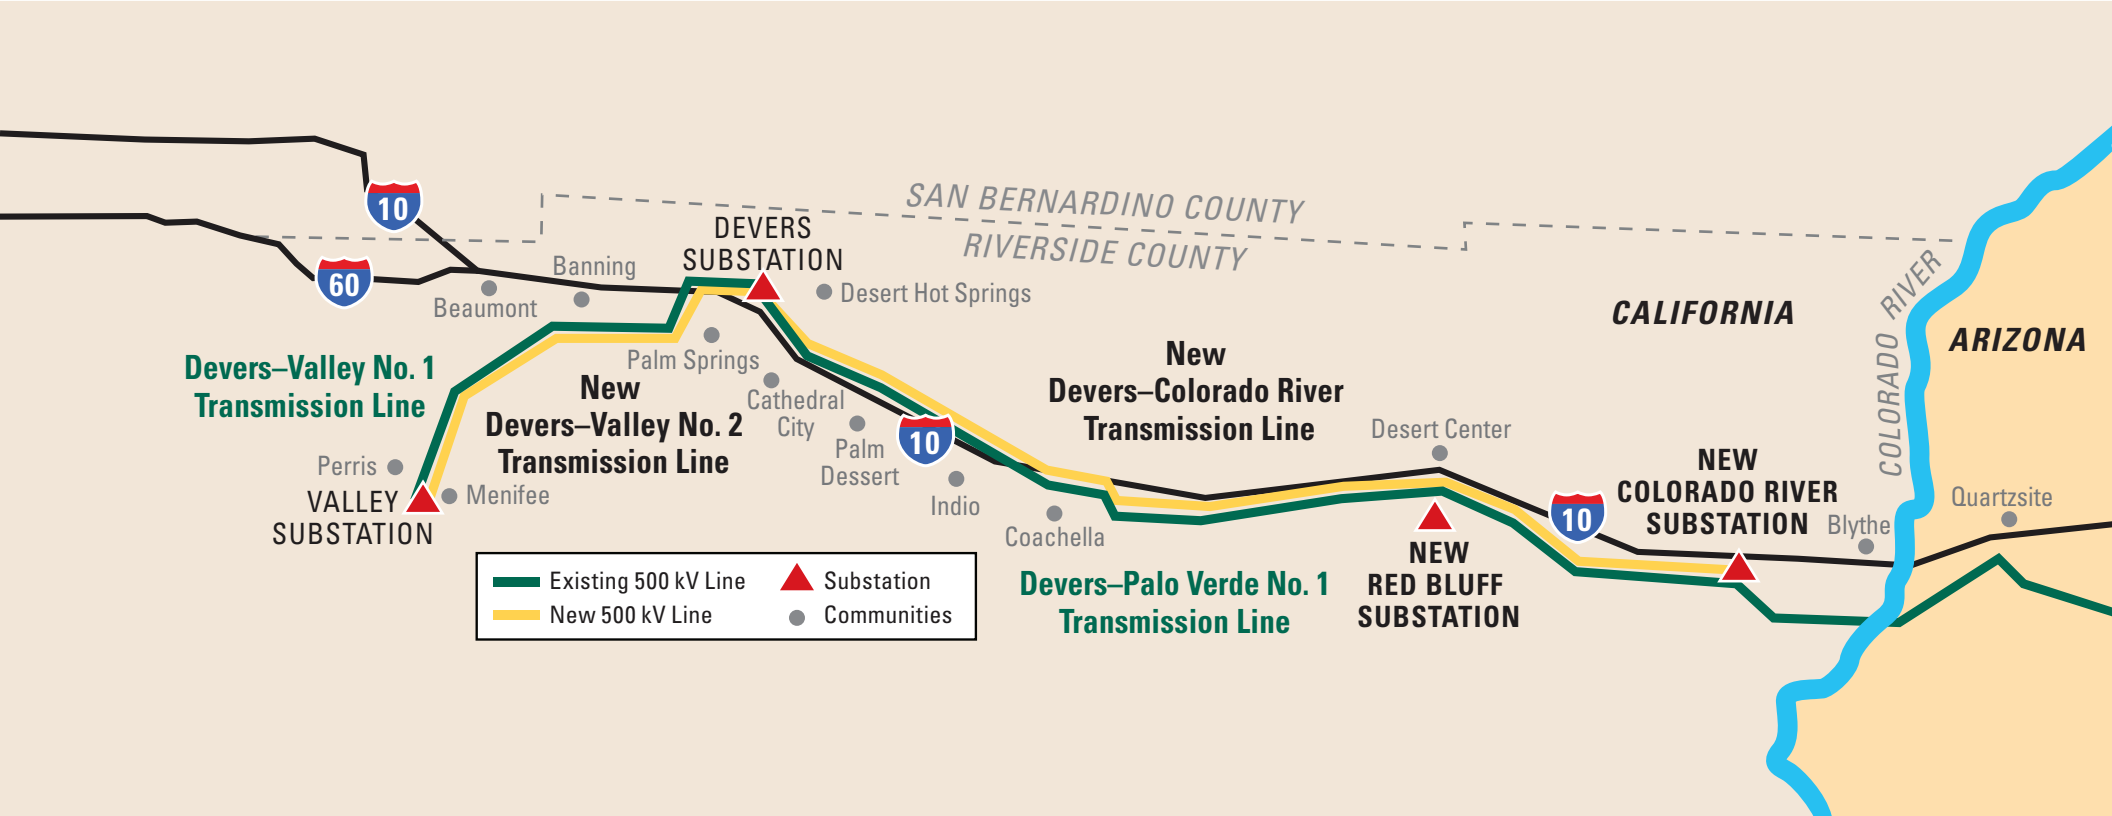 SAN BERNARDINO COUNTY
RIVERSIDE COUNTY
10
60
DEVERS
SUBSTATION
Banning
Beaumont
Desert Hot Springs
CALIFORNIA
COLORADO RIVER
ARIZONA
Devers–Valley No. 1
Transmission Line
Palm Springs
New
Devers–Valley No. 2
Transmission Line
Cathedral
City
Palm
Dessert
10
Indio
Coachella
New
Devers–Colorado River
Transmission Line
Desert Center
Perris
Menifee
VALLEY
SUBSTATION
10
NEW
COLORADO RIVER
SUBSTATION
Blythe
Quartzsite
Devers–Palo Verde No. 1
Transmission Line
NEW
RED BLUFF
SUBSTATION
Existing 500 kV Line
New 500 kV Line
Substation
Communities